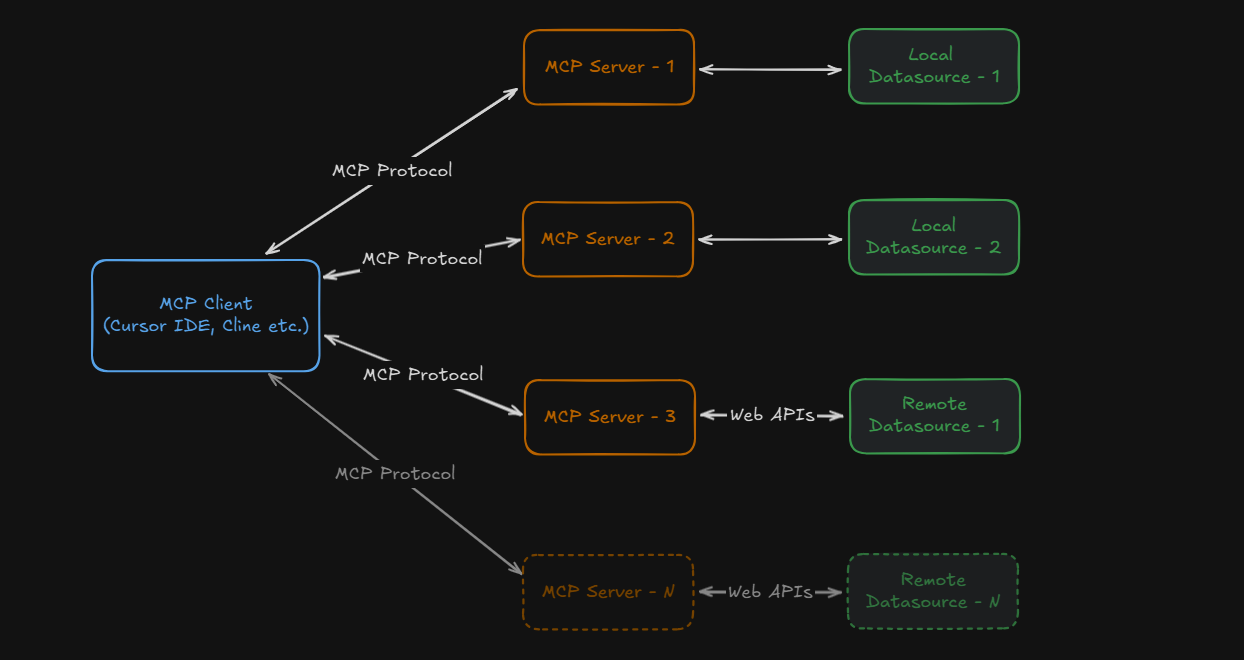 MCP Server - 1
Local
Datasource - 1
MCP Protocol
MCP Server - 2
Local
Datasource - 2
MCP Protocol
MCP Client
(Cursor IDE, Cline etc.)
MCP Protocol
MCP Server - 3
Web APIs
Remote
Datasource - 1
MCP Protocol
MCP Server - N
Web APIs
Remote
Datasource - N